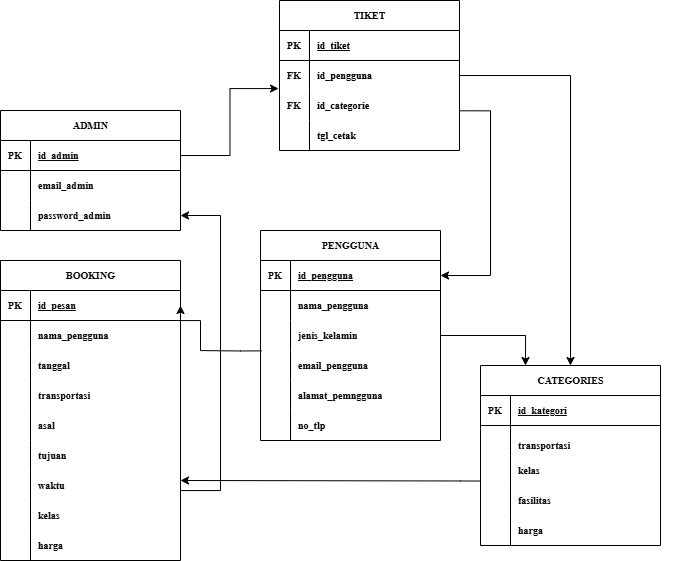 TIKET
PK id_tiket
FK id_pengguna
FK id_categorie
tgl_cetak
ADMIN
PK id_admin
email_admin
password_admin
PENGGUNA
PK id_pengguna
nama_pengguna
jenis_kelamin
email_pengguna
alamat_pemngguna
no_tlp
BOOKING
PK id_pesan
nama_pengguna
tanggal
transportasi
asal
tujuan
waktu
kelas
harga
CATEGORIES
PK id_kategori
transportasi
kelas
fasilitas
harga